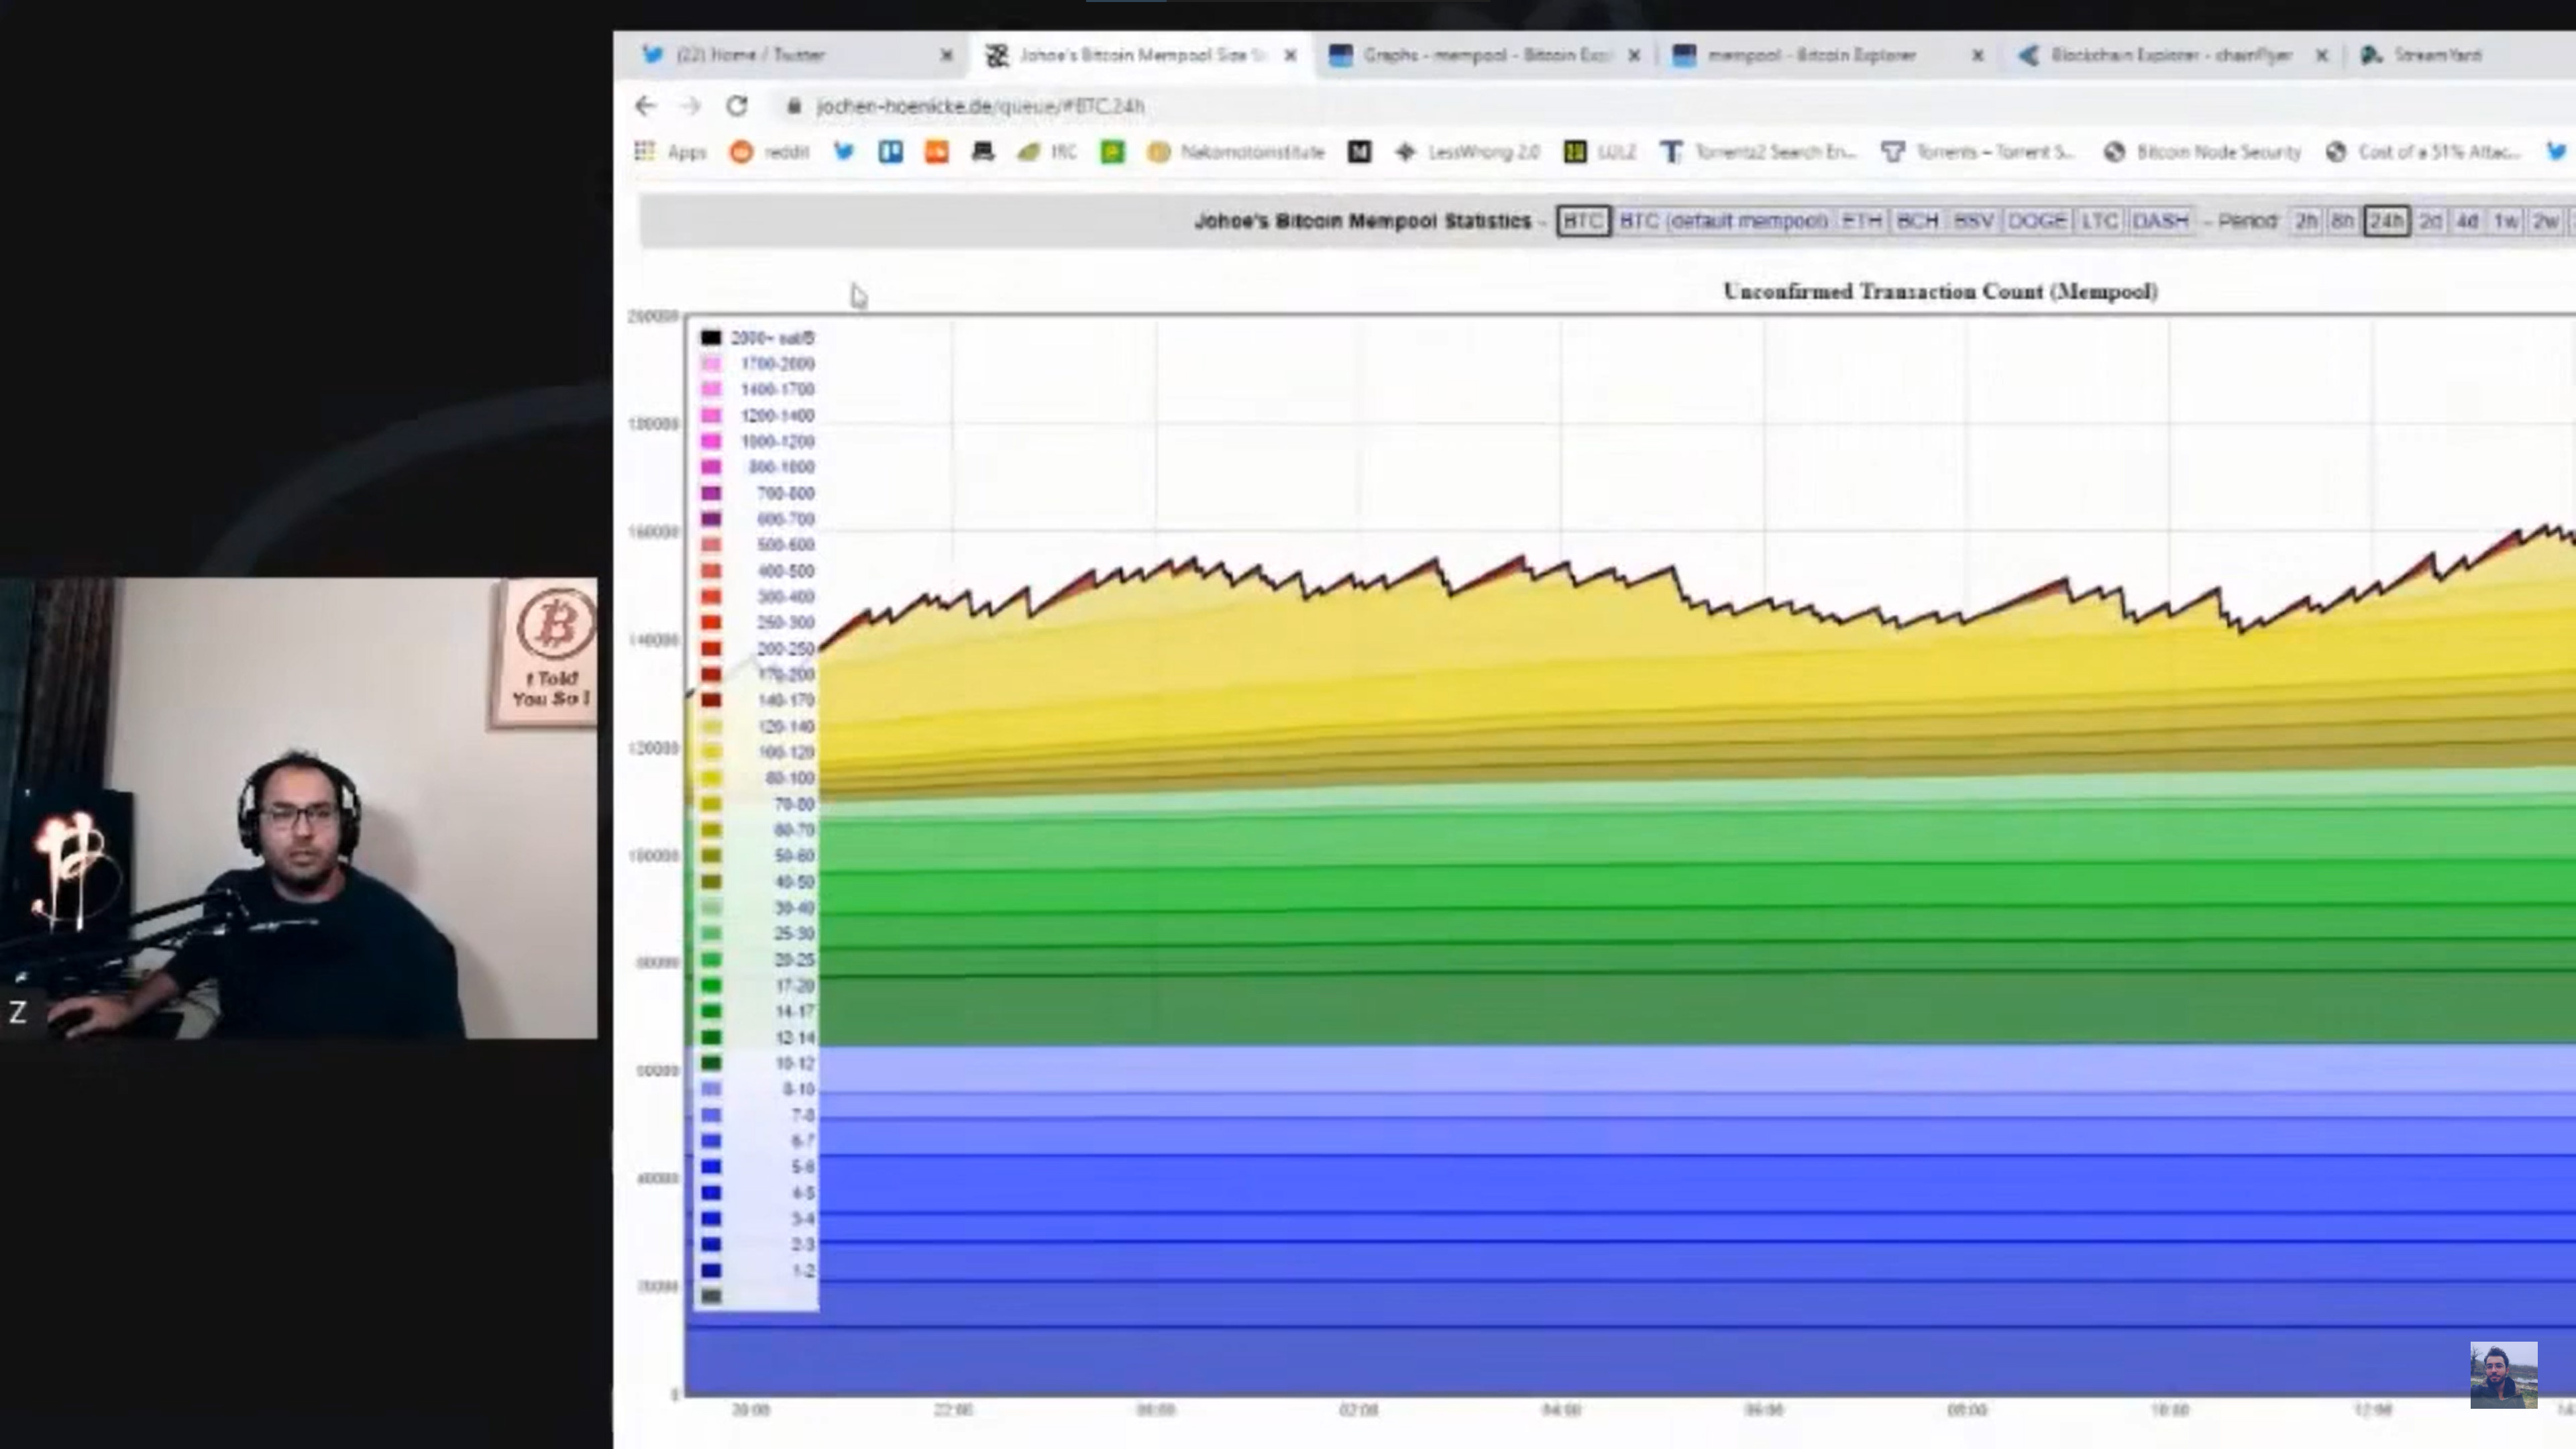 (22) Home / Twitter
Johoe's Bitcoin Mempool Size St
Graphs - mempool - Bitcoin Expl
mempool - Bitcoin Explorer
Blockchain Explorer - chainFlyer
StreamYard
jochen-hoenicke.de/queue/#BTC,24h
Apps
reddit
IRC
Nakamotoinstitute
LessWrong 2.0
LULZ
Torrentz2 Search En...
Torrents – Torrent S...
Bitcoin Node Security
Cost of a 51% Attac...
Johoe's Bitcoin Mempool Statistics - BTC BTC (default mempool) ETH BCH BSV DOGE LTC DASH - Period: 2h 8h 24h 2d 4d 1w 2w
Unconfirmed Transaction Count (Mempool)
200000
180000
160000
140000
120000
100000
80000
60000
40000
20000
0
2000+ sat/B
1700-2000
1400-1700
1200-1400
1000-1200
800-1000
700-800
600-700
500-600
400-500
300-400
250-300
200-250
170-200
140-170
120-140
100-120
80-100
70-80
60-70
50-60
40-50
30-40
25-30
20-25
17-20
14-17
12-14
10-12
8-10
7-8
6-7
5-6
4-5
3-4
2-3
1-2
20:00
22:00
00:00
02:00
04:00
06:00
08:00
10:00
12:00
I Told
You So!
Z